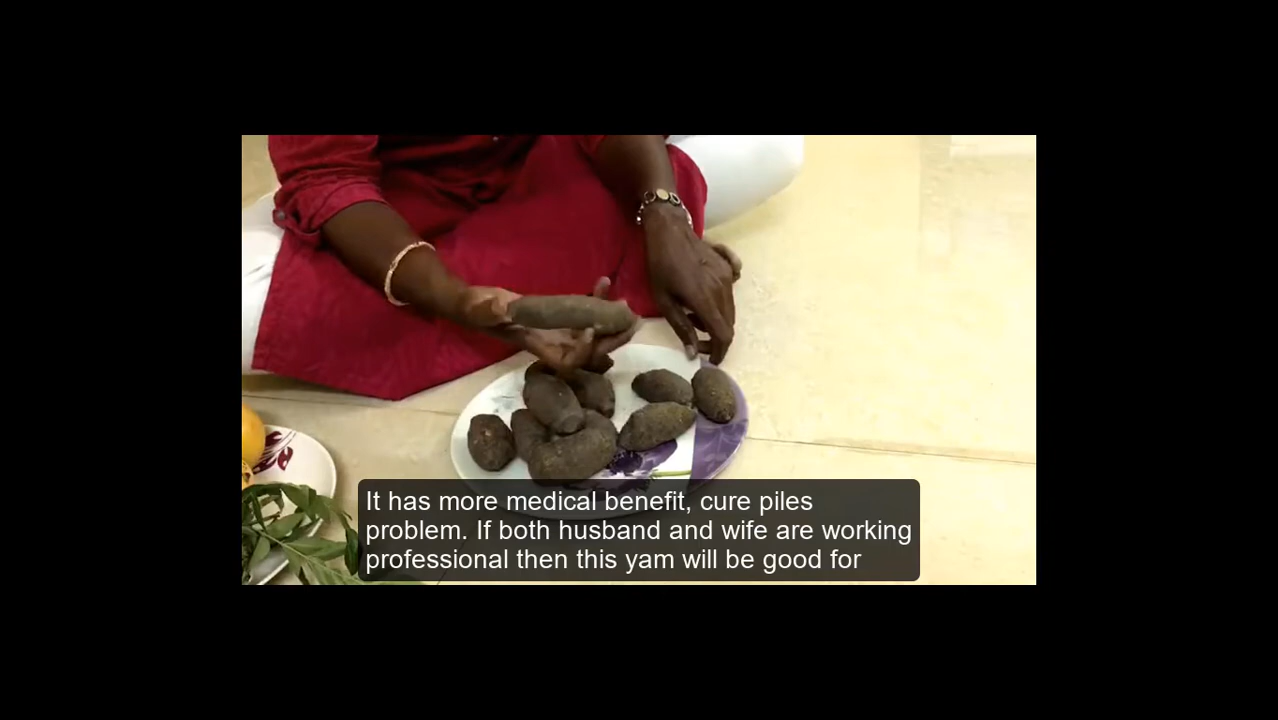 It has more medical benefit, cure piles
problem. If both husband and wife are working
professional then this yam will be good for